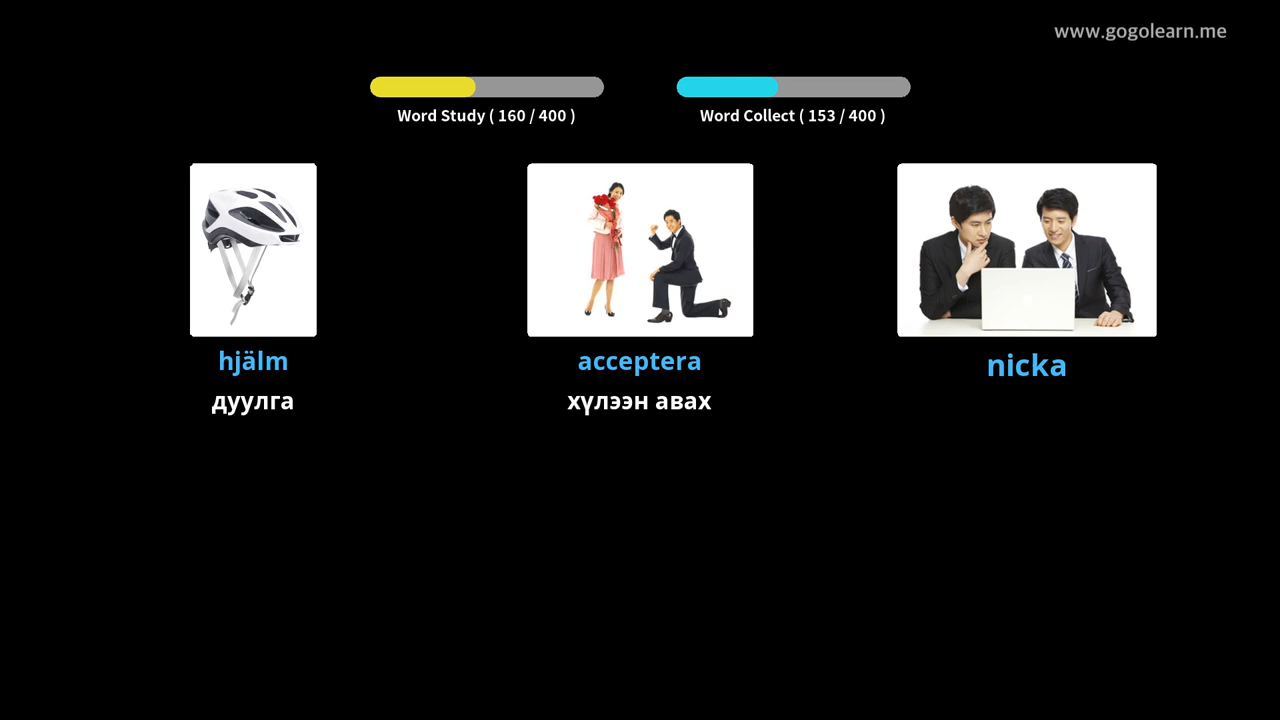 www.gogolearn.me
Word Study ( 160 / 400 )
Word Collect ( 153 / 400 )
hjälm
acceptera
nicka
дуулга
хүлээн авах